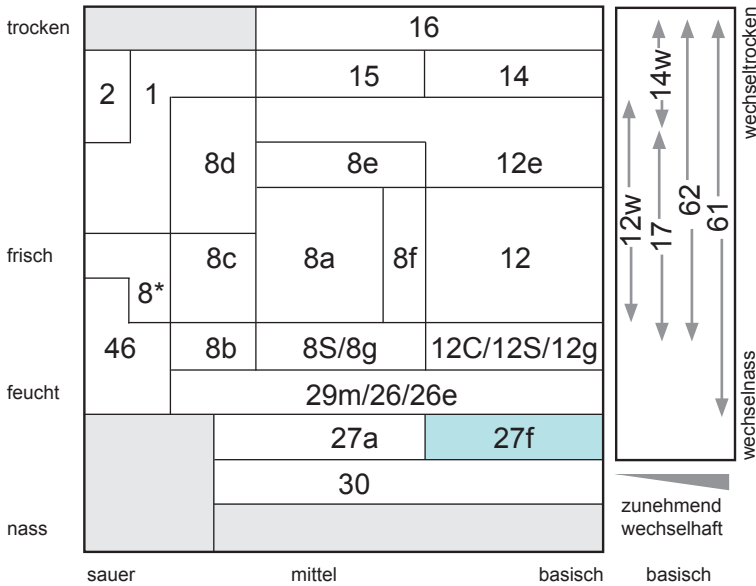 trocken
16
wechseltrocken
2
1
15
14
14w
8d
8e
12e
12w
17
62
61
frisch
8c
8a
8f
12
8*
46
8b
8S/8g
12C/12S/12g
feucht
29m/26/26e
wechselnass
27a
27f
30
zunehmend
wechselhaft
nass
sauer
mittel
basisch
basisch